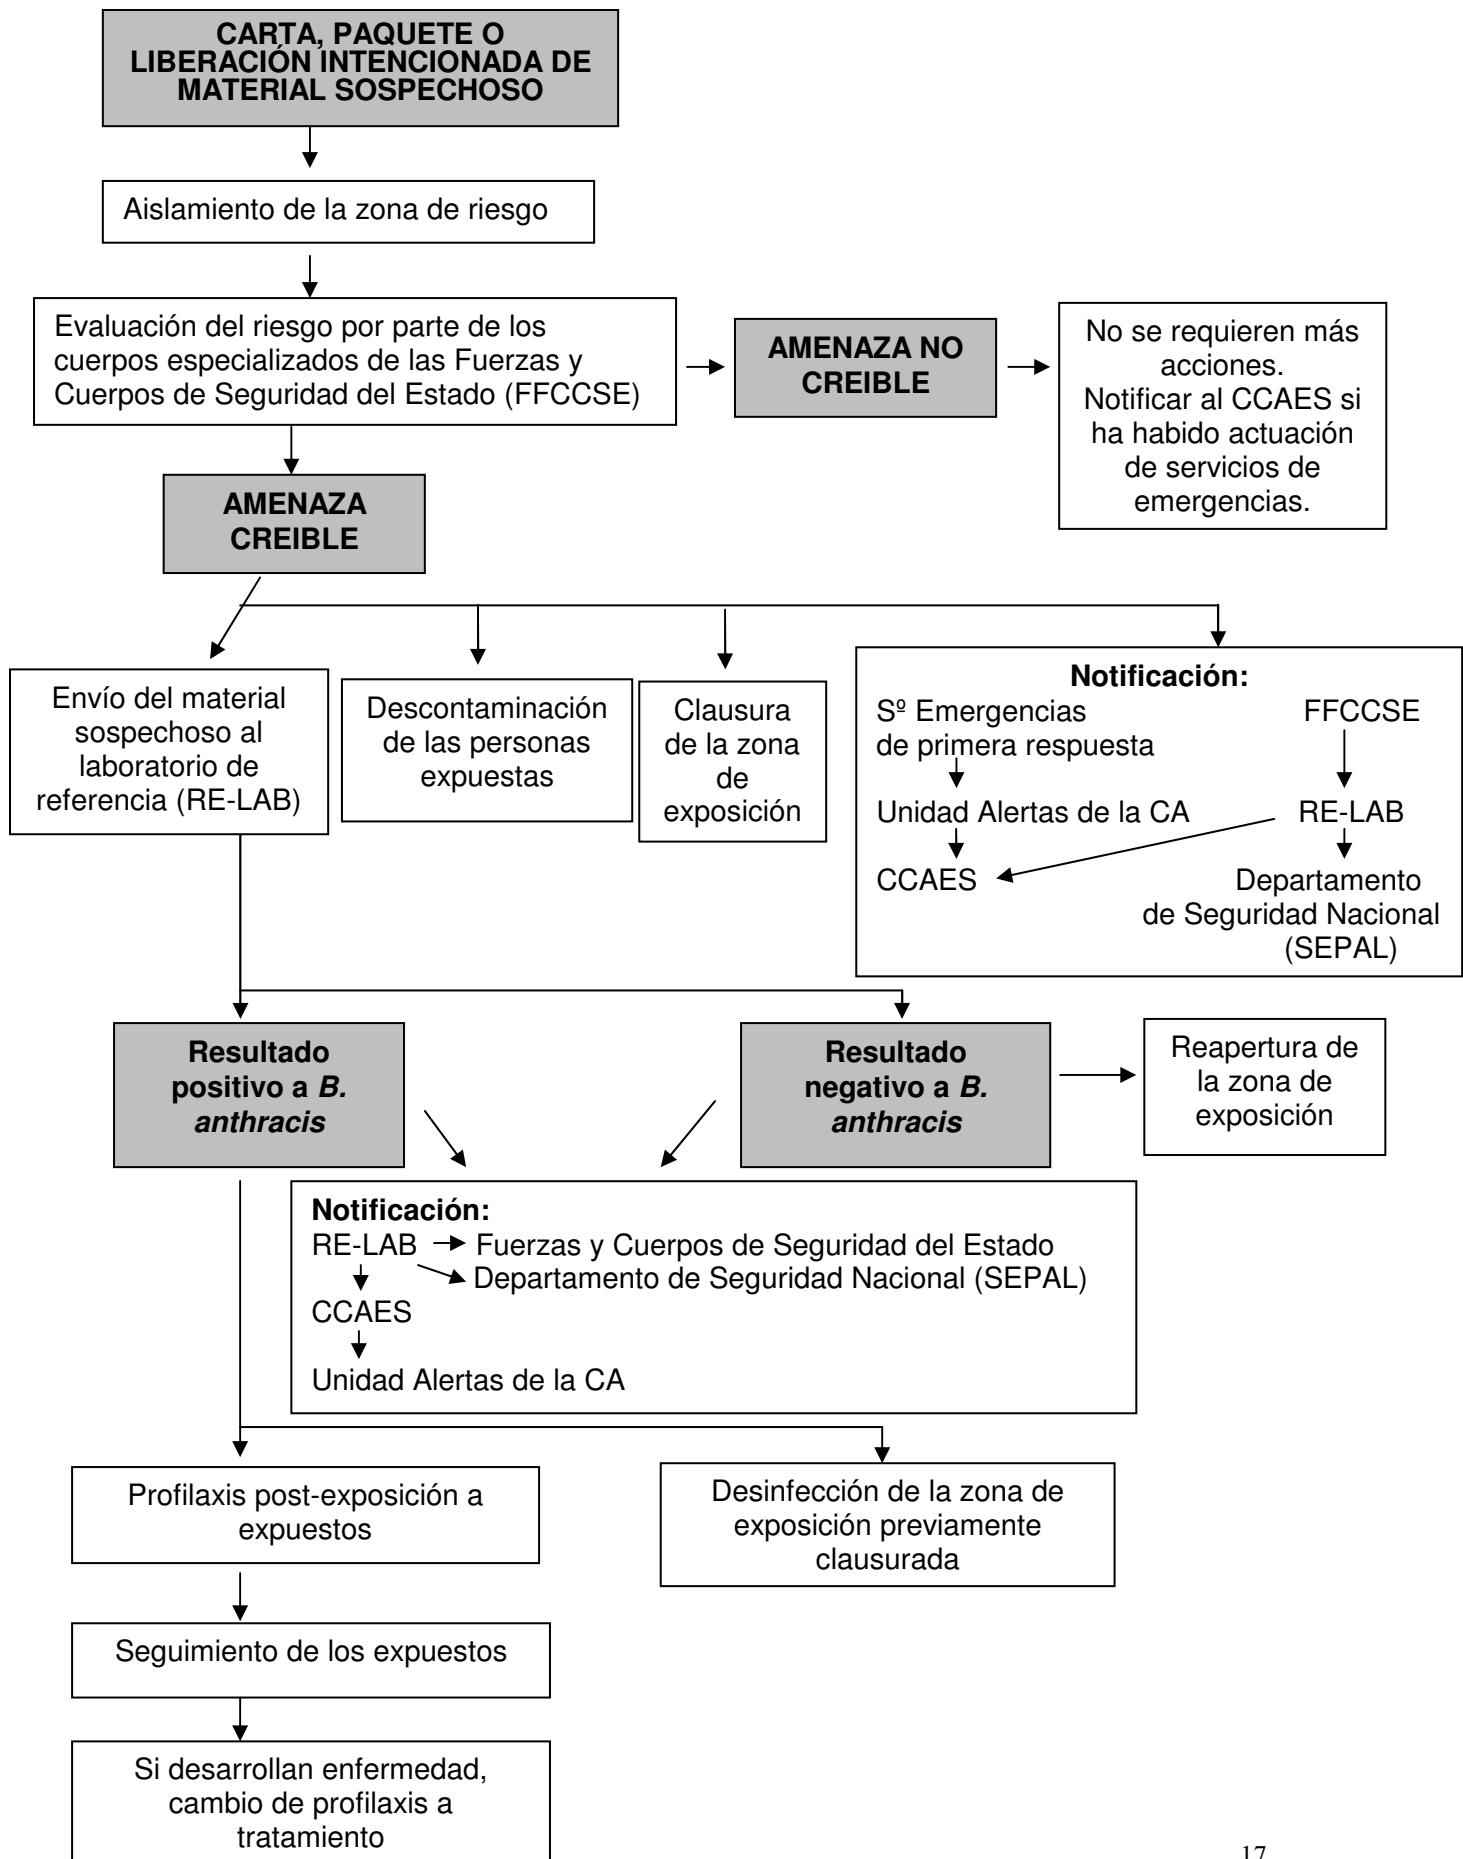 CARTA, PAQUETE O
LIBERACIÓN INTENCIONADA DE
MATERIAL SOSPECHOSO
Aislamiento de la zona de riesgo
Evaluación del riesgo por parte de los
cuerpos especializados de las Fuerzas y
Cuerpos de Seguridad del Estado (FFCCSE)
AMENAZA NO
CREIBLE
No se requieren más
acciones.
Notificar al CCAES si
ha habido actuación
de servicios de
emergencias.
AMENAZA
CREIBLE
Envío del material
sospechoso al
laboratorio de
referencia (RE-LAB)
Descontaminación
de las personas
expuestas
Clausura
de la zona
de
exposición
Notificación:
Sº Emergencias FFCCSE
de primera respuesta
Unidad Alertas de la CA RE-LAB
CCAES Departamento
de Seguridad Nacional
(SEPAL)
Resultado
positivo a B.
anthracis
Resultado
negativo a B.
anthracis
Reapertura de
la zona de
exposición
Notificación:
RE-LAB Fuerzas y Cuerpos de Seguridad del Estado
Departamento de Seguridad Nacional (SEPAL)
CCAES
Unidad Alertas de la CA
Profilaxis post-exposición a
expuestos
Desinfección de la zona de
exposición previamente
clausurada
Seguimiento de los expuestos
Si desarrollan enfermedad,
cambio de profilaxis a
tratamiento
17